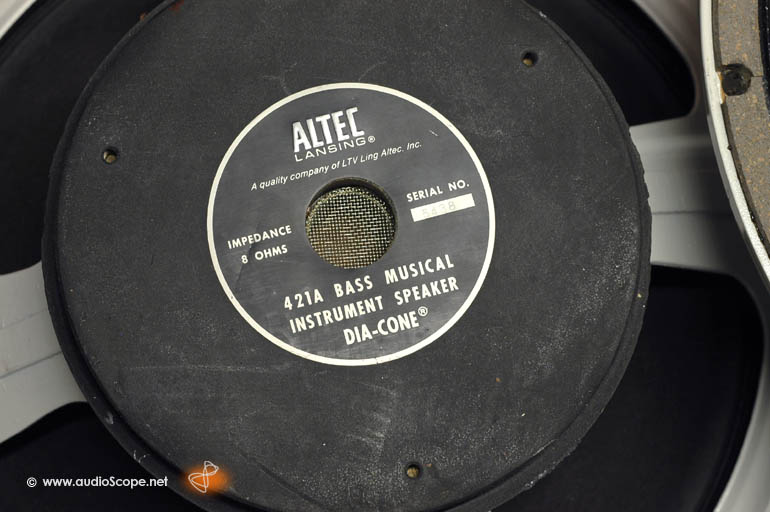 ALTEC
LANSING®
A quality company of LTV Ling Altec, Inc.
SERIAL NO.
5438
IMPEDANCE
8 OHMS
421A BASS MUSICAL
INSTRUMENT SPEAKER
DIA-CONE®
© www.audioScope.net